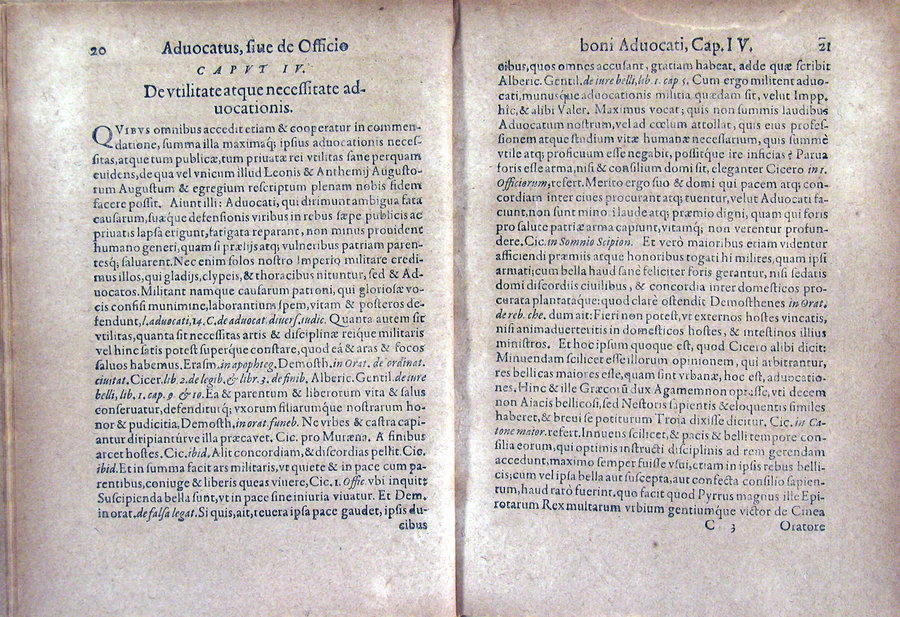 20 Aduocatus, siue de Officio
CAPVT IV.
De vtilitate atque necessitate ad-
uocationis.
QVIBVS omnibus accedit etiam & cooperatur in commen-
datione, summa illa maximaq; ipsius aduocationis neces-
sitas, atque tum publicæ, tum priuatæ rei vtilitas sane perquam
euidens, de qua vel vnicum illud Leonis & Anthemij Augusto-
rum Augustum & egregium rescriptum plenam nobis fidem
facere possit. Aiunt illi: Aduocati, qui dirimunt ambigua fata
causarum, suæque defensionis viribus in rebus sæpe publicis ac
priuatis lapsa erigunt, fatigata reparant, non minus prouident
humano generi, quam si prælijs atq; vulneribus patriam paren-
tesq; saluarent. Nec enim solos nostro Imperio militare credi-
mus illos, qui gladijs, clypeis, & thoracibus nituntur, sed & Ad-
uocatos. Militant namque causarum patroni, qui gloriosæ vo-
cis confisi munimine, laborantium spem, vitam & posteros de-
fendunt, l. aduocati, 14. C. de aduocat. diuers. iudic. Quanta autem sit
vtilitas, quanta sit necessitas artis & disciplinæ reique militaris
vel hinc satis potest superque constare, quod eâ & aras & focos
saluos habemus. Erasm. in apophteg. Demosth. in Orat. de ordinat.
ciuitat. Cicer. lib. 2. de legib. & libr. 3. de finib. Alberic. Gentil. de iure
belli, lib. 1. cap. 9 & 10. Ea & parentum & liberorum vita & salus
conseruatur, defenditurq; vxorum filiarumque nostrarum ho-
nor & pudicitia, Demosth, in orat. funeb. Ne vrbes & castra capi-
antur diripiantúrve illa præcavet. Cic. pro Muræna. A finibus
arcet hostes. Cic. ibid, Alit concordiam, & discordias pellit. Cic.
ibid. Et in summa facit ars militaris, vt quiete & in pace cum pa-
rentibus, coniuge & liberis queas viuere, Cic. 1. Offic. vbi inquit:
Suscipienda bella sunt, vt in pace sine iniuria viuatur. Et Dem.
in orat. de falsa legat. Si quis, ait, reuera ipsa pace gaudet, ipsis du-
cibus
boni Aduocati, Cap. IV. 21
cibus, quos omnes accusant, gratiam habeat. adde quæ scribit
Alberic. Gentil. de iure belli, lib. 1. cap 5. Cum ergo militent aduo-
cati, munusque aduocationis militia quædam sit, velut Impp.
hic, & alibi Valer. Maximus vocat; quis non summis laudibus
Aduocatum nostrum, vel ad cœlum attollat, quis eius profes-
sionem atque studium vitæ humanæ necessarium, quis summè
vtile atq; proficuum esse negabit, possitque ire inficias? Parua
foris esse arma, nisi & consilium domi sit, eleganter Cicero in 1.
Officiorum, refert. Merito ergo suo & domi qui pacem atq; con-
cordiam inter ciues procurant atq; tuentur, velut Aduocati fa-
ciunt, non sunt minoi laude atq; præmio digni, quam qui foris
pro salute patriæ arma capiunt, vitamq; non verentur profun-
dere. Cic. in Somnio Scipion. Et verò maioribus etiam videntur
afficiendi præmiis atque honoribus togati hi milites, quam ipsi
armati; cum bella haud sanè feliciter foris gerantur, nisi sedatis
domi discordiis ciuilibus, & concordia inter domesticos pro-
curata plantatáque: quod clarè ostendit Demosthenes in Orat.
de reb. che. dum ait: Fieri non potest, vt externos hostes vincatis,
nisi animaduerteritis in domesticos hostes, & intestinos illius
ministros. Et hoc ipsum quoque est, quod Cicero alibi dicit:
Minuendam scilicet esse illorum opinionem, qui arbitrantur,
res bellicas maiores esse, quam sint vrbanæ, hoc est, aduocatio-
nes. Hinc & ille Græcorū dux Agamemnon optasse, vti decem
non Aiacis bellicosi, sed Nestoris sapientis & eloquentis similes
haberet, & breui se potiturum Troia dixisse dicitur. Cic. in Ca-
tone maior. refert. Innuens scilicet, & pacis & belli tempore con-
silia eorum, qui optimis instructi disciplinis ad rem gerendam
accedunt, maximo semper fuisse vsui, etiam in ipsis rebus belli-
cis; cum vel ipsa bella aut suscepta, aut confecta consilio sapien-
tum, haud rarò fuerint. quo facit quod Pyrrus magnus ille Epi-
rotarum Rex multarum vrbium gentiumque victor de Cinea
C 3 Oratore